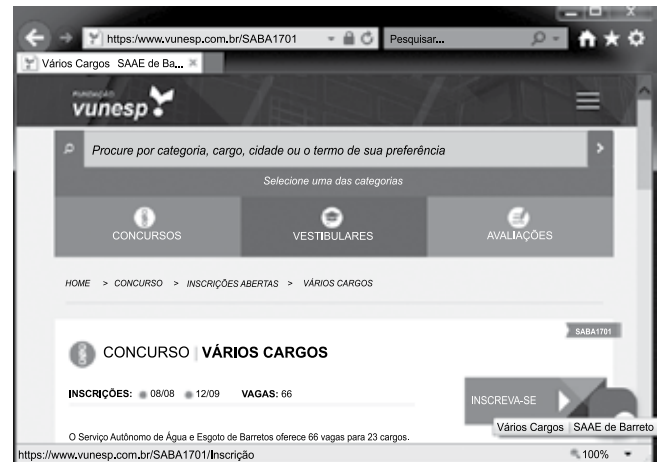 https://www.vunesp.com.br/SABA1701
Pesquisar...
Vários Cargos SAAE de Ba...
FUNDAÇÃO
vunesp
Procure por categoria, cargo, cidade ou o termo de sua preferência
Selecione uma das categorias
CONCURSOS
VESTIBULARES
AVALIAÇÕES
HOME > CONCURSO > INSCRIÇÕES ABERTAS > VÁRIOS CARGOS
SABA1701
CONCURSO | VÁRIOS CARGOS
INSCRIÇÕES: 08/08 12/09 VAGAS: 66
INSCREVA-SE
Vários Cargos | SAAE de Barreto
O Serviço Autônomo de Água e Esgoto de Barretos oferece 66 vagas para 23 cargos.
https://www.vunesp.com.br/SABA1701/Inscrição
100%